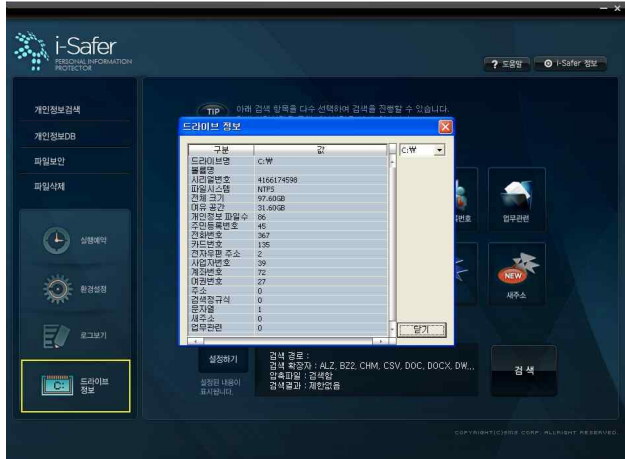 i-Safer
PERSONAL INFORMATION
PROTECTOR
? 도움말
i-Safer 정보
개인정보검색
개인정보DB
파일보안
파일삭제
실행예약
환경설정
로그보기
C:
드라이브
정보
TIP 아래 검색 항목을 다수 선택하여 검색을 진행할 수 있습니다.
드라이브 정보
구분 값
C:₩
드라이브명 C:₩
볼륨명
시리얼번호 4166174598
파일시스템 NTFS
전체 크기 97.60GB
여유 공간 31.60GB
개인정보 파일수 86
주민등록번호 45
전화번호 367
카드번호 135
전자우편 주소 2
사업자번호 39
계좌번호 72
여권번호 27
주소 0
검색정규식 0
문자열 1
새주소 0
업무관련 0
닫기
업무관련
NEW
새주소
설정하기
설정된 내용이
표시됩니다.
검색 경로 :
검색 확장자 : ALZ, BZ2, CHM, CSV, DOC, DOCX, DW...
압축파일 : 검색함
검색결과 : 제한없음
검 색
COPYRIGHT(C)EMS CORP. ALLRIGHT RESERVED.